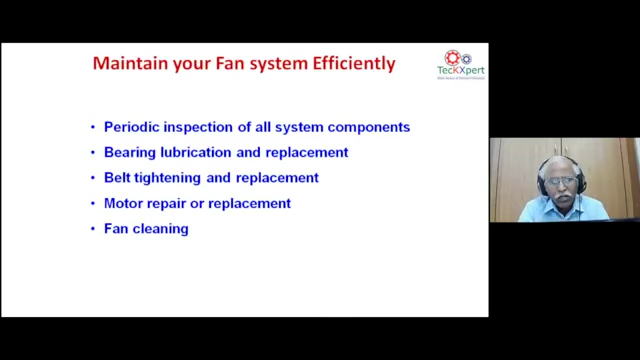 Maintain your Fan system Efficiently
TecKXpert
• Periodic inspection of all system components
• Bearing lubrication and replacement
• Belt tightening and replacement
• Motor repair or replacement
• Fan cleaning